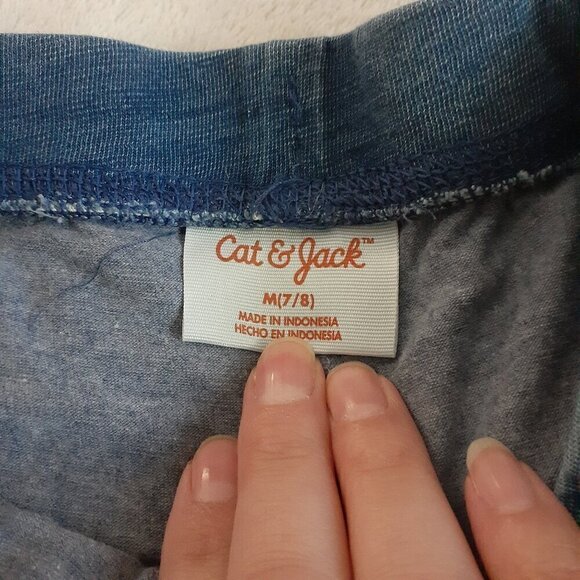 Cat & Jack™
M(7/8)
MADE IN INDONESIA
HECHO EN INDONESIA